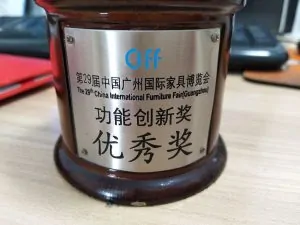 Off
第29届中国广州国际家具博览会
The 29th China International Furniture Fair(Guangzhou)
功能创新奖
优秀奖